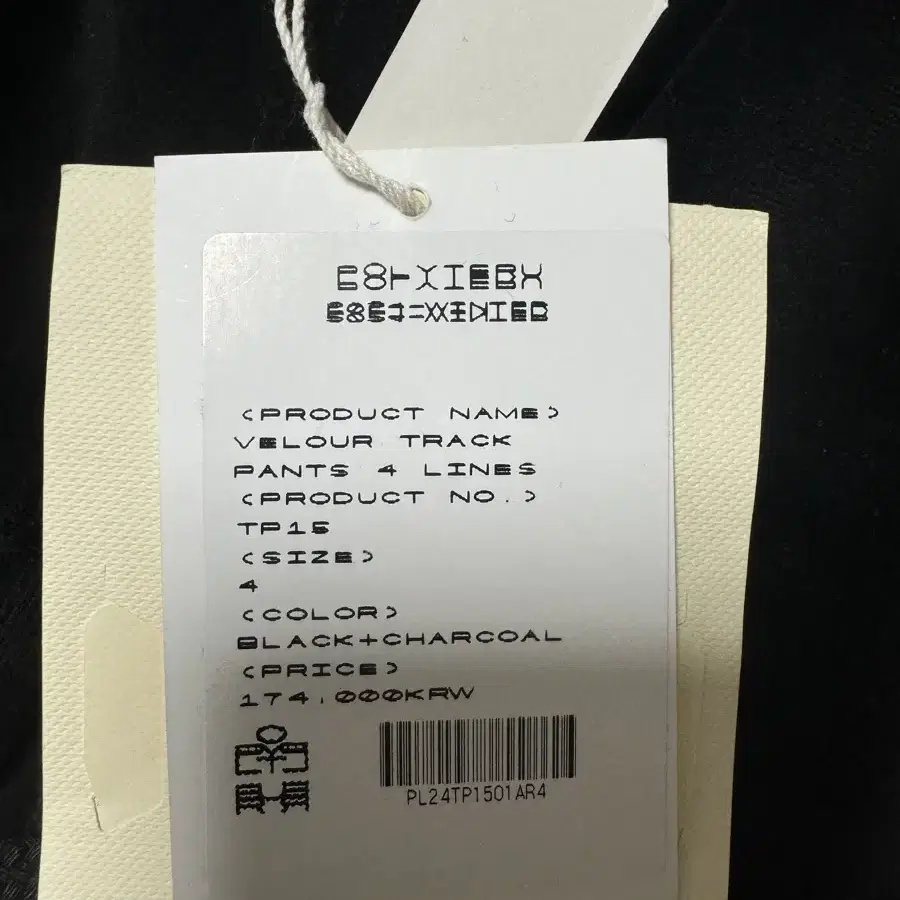 <PRODUCT NAME>
VELOUR TRACK
PANTS 4 LINES
<PRODUCT NO.>
TP15
<SIZE>
4
<COLOR>
BLACK+CHARCOAL
<PRICE>
174,000KRW
PL24TP1501AR4